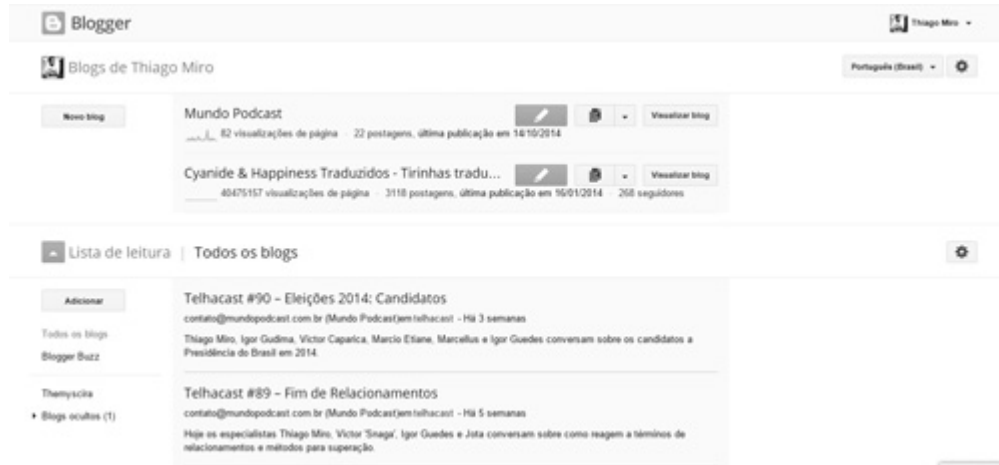 Blogger
Thiago Miro
Blogs de Thiago Miro
Português (Brasil)
Novo blog
Mundo Podcast
Visualizar blog
82 visualizações de página · 22 postagens, última publicação em 14/10/2014
Cyanide & Happiness Traduzidos - Tirinhas tradu...
Visualizar blog
40475157 visualizações de página · 3118 postagens, última publicação em 16/01/2014 · 268 seguidores
Lista de leitura | Todos os blogs
Adicionar
Todos os blogs
Blogger Buzz
Themyscira
Blogs ocultos (1)
Telhacast #90 – Eleições 2014: Candidatos
contato@mundopodcast.com.br (Mundo Podcast)em telhacast - Há 3 semanas
Thiago Miro, Igor Gudima, Victor Caparica, Marcio Etiane, Marcellus e Igor Guedes conversam sobre os candidatos a
Presidência do Brasil em 2014.
Telhacast #89 – Fim de Relacionamentos
contato@mundopodcast.com.br (Mundo Podcast)em telhacast - Há 5 semanas
Hoje os especialistas Thiago Miro, Victor 'Snaga', Igor Guedes e Jota conversam sobre como reagem a términos de
relacionamentos e métodos para superação.